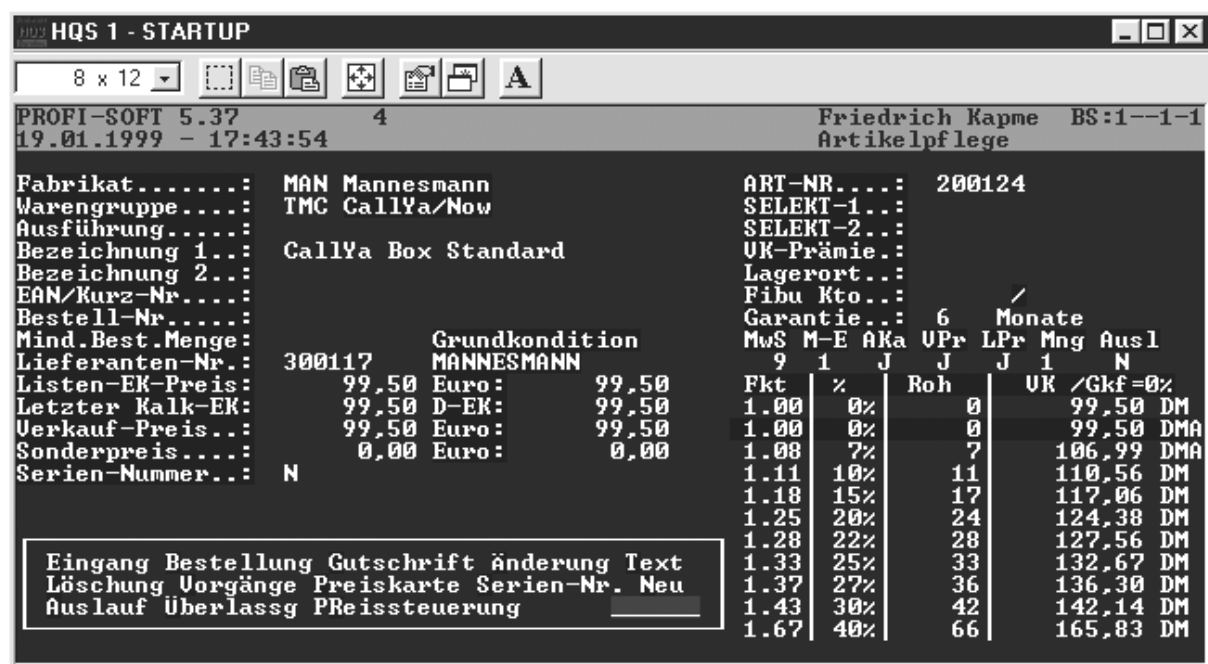 HQS 1 - STARTUP
8 x 12
A
PROFI-SOFT 5.37 4 Friedrich Kapme BS:1--1-1
19.01.1999 - 17:43:54 Artikelpflege
Fabrikat.......: MAN Mannesmann ART-NR....: 200124
Warengruppe....: TMC CallYa/Now SELEKT-1..:
Ausführung.....: SELEKT-2..:
Bezeichnung 1..: CallYa Box Standard VK-Prämie.:
Bezeichnung 2..: Lagerort..:
EAN/Kurz-Nr....: Fibu Kto..: /
Bestell-Nr.....: Garantie..: 6 Monate
Mind.Best.Menge: Grundkondition MwS M-E AKa VPr LPr Mng Ausl
Lieferanten-Nr.: 300117 MANNESMANN 9 1 J J J 1 N
Listen-EK-Preis: 99,50 Euro: 99,50 Fkt % Roh VK /Gkf=0%
Letzter Kalk-EK: 99,50 D-EK: 99,50 1.00 0% 0 99,50 DM
Verkauf-Preis..: 99,50 Euro: 99,50 1.00 0% 0 99,50 DMA
Sonderpreis....: 0,00 Euro: 0,00 1.08 7% 7 106,99 DMA
Serien-Nummer..: N 1.11 10% 11 110,56 DM
1.18 15% 17 117,06 DM
1.25 20% 24 124,38 DM
1.28 22% 28 127,56 DM
Eingang Bestellung Gutschrift Änderung Text 1.33 25% 33 132,67 DM
Löschung Vorgänge Preiskarte Serien-Nr. Neu 1.37 27% 36 136,30 DM
Auslauf Überlassg PReissteuerung 1.43 30% 42 142,14 DM
1.67 40% 66 165,83 DM